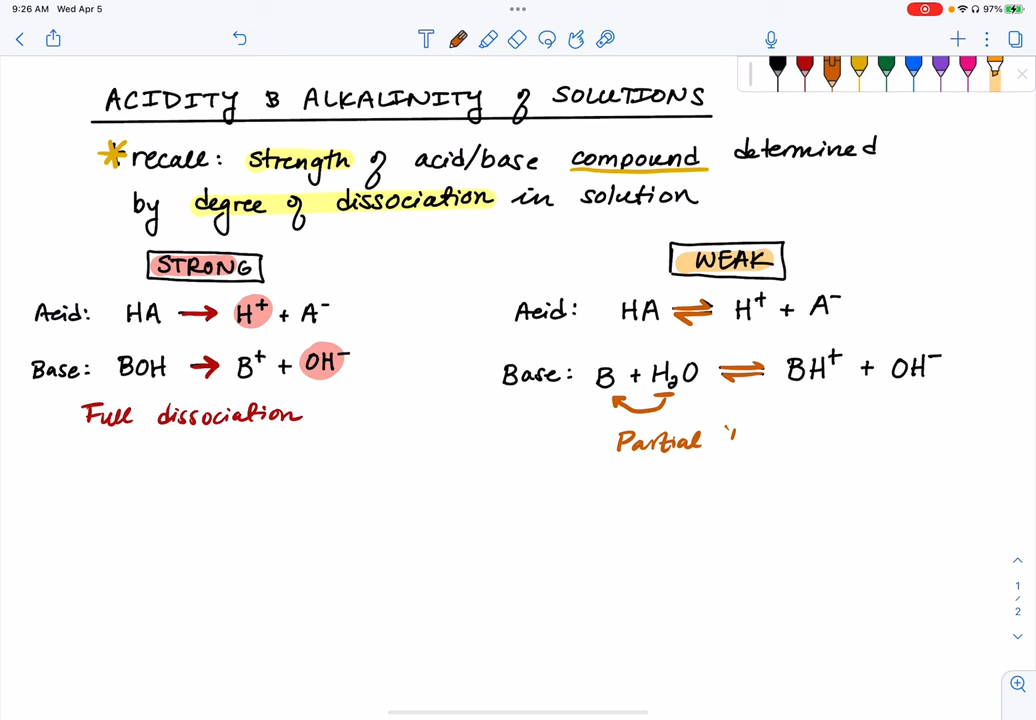 9:26 AM Wed Apr 5
97%
ACIDITY & ALKALINITY of SOLUTIONS
* recall: strength of acid/base compound determined
by degree of dissociation in solution
STRONG
Acid: HA → H⁺ + A⁻
Base: BOH → B⁺ + OH⁻
Full dissociation
WEAK
Acid: HA ⇌ H⁺ + A⁻
Base: B + H₂O ⇌ BH⁺ + OH⁻
Partial
1
/
2